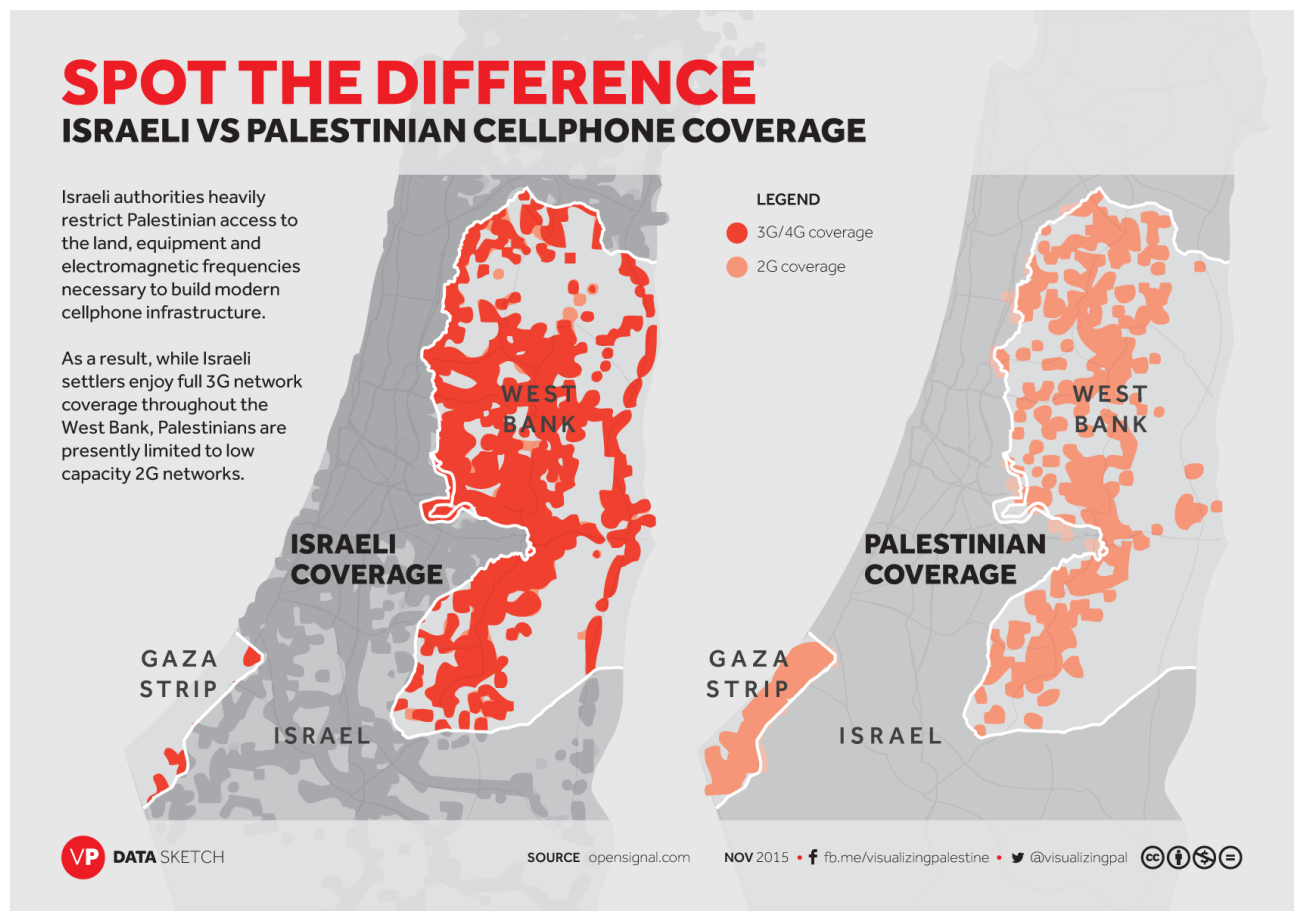 SPOT THE DIFFERENCE
ISRAELI VS PALESTINIAN CELLPHONE COVERAGE
Israeli authorities heavily
restrict Palestinian access to
the land, equipment and
electromagnetic frequencies
necessary to build modern
cellphone infrastructure.
As a result, while Israeli
settlers enjoy full 3G network
coverage throughout the
West Bank, Palestinians are
presently limited to low
capacity 2G networks.
LEGEND
3G/4G coverage
2G coverage
WEST
BANK
ISRAELI
COVERAGE
GAZA
STRIP
ISRAEL
WEST
BANK
PALESTINIAN
COVERAGE
GAZA
STRIP
ISRAEL
VP DATA SKETCH
SOURCE opensignal.com
NOV 2015 • f fb.me/visualizingpalestine • @visualizingpal
cc $ =